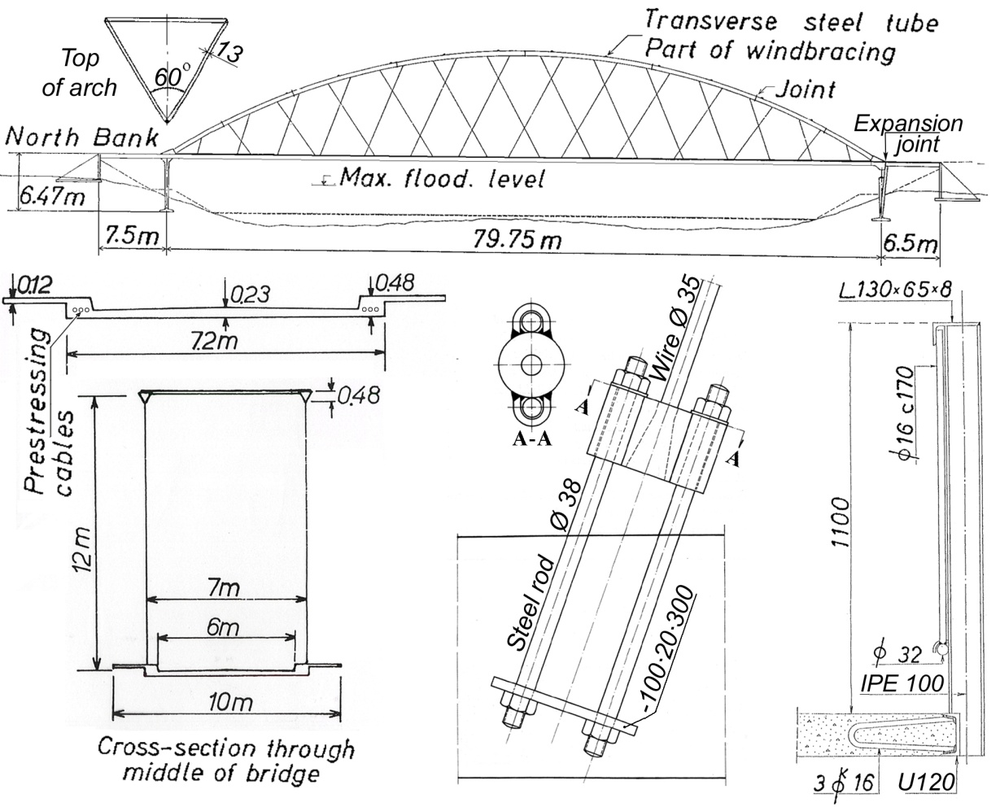 Transverse steel tube
Part of windbracing
Top
of arch
60°
13
Joint
North Bank
Expansion
joint
Max. flood. level
6.47m
7.5m
79.75m
6.5m
0.12
0.23
0.48
7.2m
Prestressing
cables
0.48
12m
7m
6m
10m
Cross-section through
middle of bridge
Wire Ø 35
A
A
A-A
Ø 38
Steel rod
-100·20·300
L130×65×8
ϕ16 c170
1100
ϕ 32
IPE 100
3 ϕK 16
U120